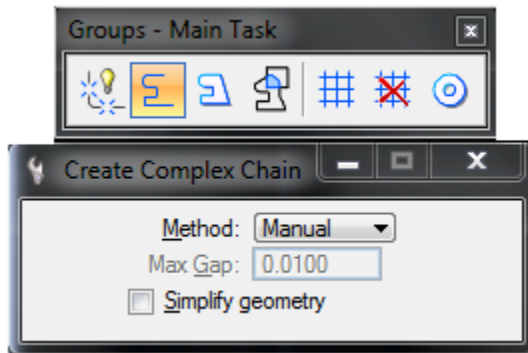 Groups - Main Task
Create Complex Chain
Method: Manual
Max Gap: 0.0100
Simplify geometry